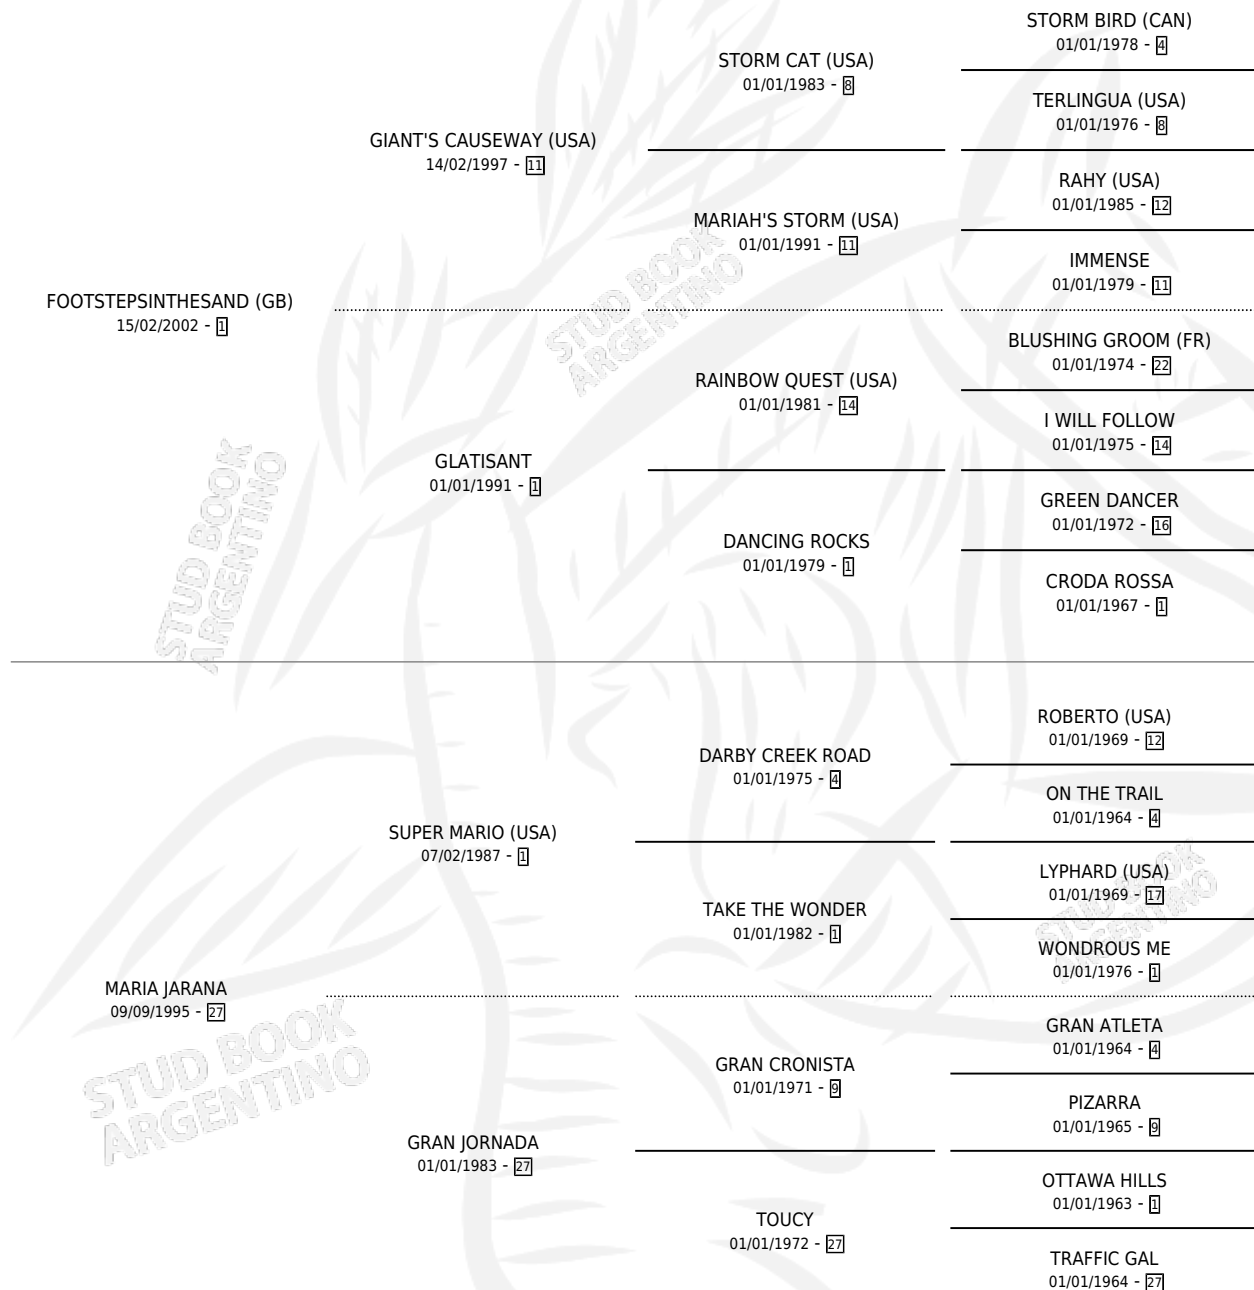 STORM BIRD (CAN)
01/01/1978 - 4
STORM CAT (USA)
01/01/1983 - 8
TERLINGUA (USA)
01/01/1976 - 8
GIANT'S CAUSEWAY (USA)
14/02/1997 - 11
RAHY (USA)
01/01/1985 - 12
MARIAH'S STORM (USA)
01/01/1991 - 11
IMMENSE
01/01/1979 - 11
FOOTSTEPSINTHESAND (GB)
15/02/2002 - 1
STUD BOOK
ARGENTINO
BLUSHING GROOM (FR)
01/01/1974 - 22
RAINBOW QUEST (USA)
01/01/1981 - 14
I WILL FOLLOW
01/01/1975 - 14
GLATISANT
01/01/1991 - 1
STUD BOOK
ARGENTINO
GREEN DANCER
01/01/1972 - 16
DANCING ROCKS
01/01/1979 - 1
CRODA ROSSA
01/01/1967 - 1
ROBERTO (USA)
01/01/1969 - 12
DARBY CREEK ROAD
01/01/1975 - 4
ON THE TRAIL
01/01/1964 - 4
SUPER MARIO (USA)
07/02/1987 - 1
LYPHARD (USA)
01/01/1969 - 17
STUD BOOK
ARGENTINO
TAKE THE WONDER
01/01/1982 - 1
WONDROUS ME
01/01/1976 - 1
MARIA JARANA
09/09/1995 - 27
STUD BOOK
ARGENTINO
GRAN ATLETA
01/01/1964 - 4
GRAN CRONISTA
01/01/1971 - 9
PIZARRA
01/01/1965 - 9
GRAN JORNADA
01/01/1983 - 27
OTTAWA HILLS
01/01/1963 - 1
TOUCY
01/01/1972 - 27
TRAFFIC GAL
01/01/1964 - 27